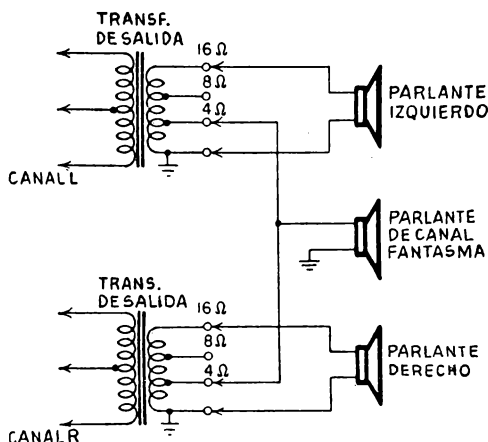 TRANSF.
DE SALIDA
16 Ω
8 Ω
4 Ω
CANAL L
PARLANTE
IZQUIERDO
PARLANTE
DE CANAL
FANTASMA
TRANS.
DE SALIDA
16 Ω
8 Ω
4 Ω
CANAL R
PARLANTE
DERECHO